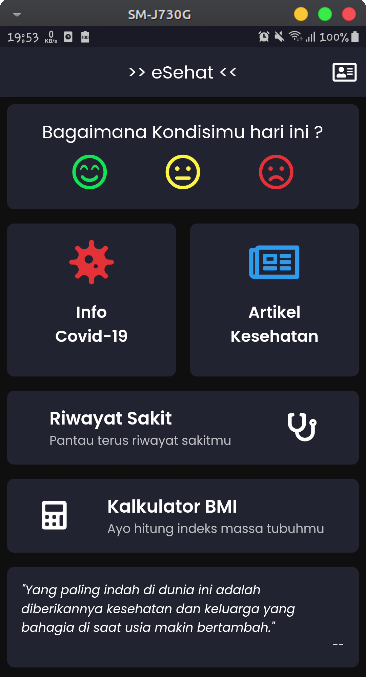 SM-J730G
19:53 0 KB/s 100%
>> eSehat <<
Bagaimana Kondisimu hari ini ?
Info
Covid-19
Artikel
Kesehatan
Riwayat Sakit
Pantau terus riwayat sakitmu
Kalkulator BMI
Ayo hitung indeks massa tubuhmu
"Yang paling indah di dunia ini adalah
diberikannya kesehatan dan keluarga yang
bahagia di saat usia makin bertambah."
--